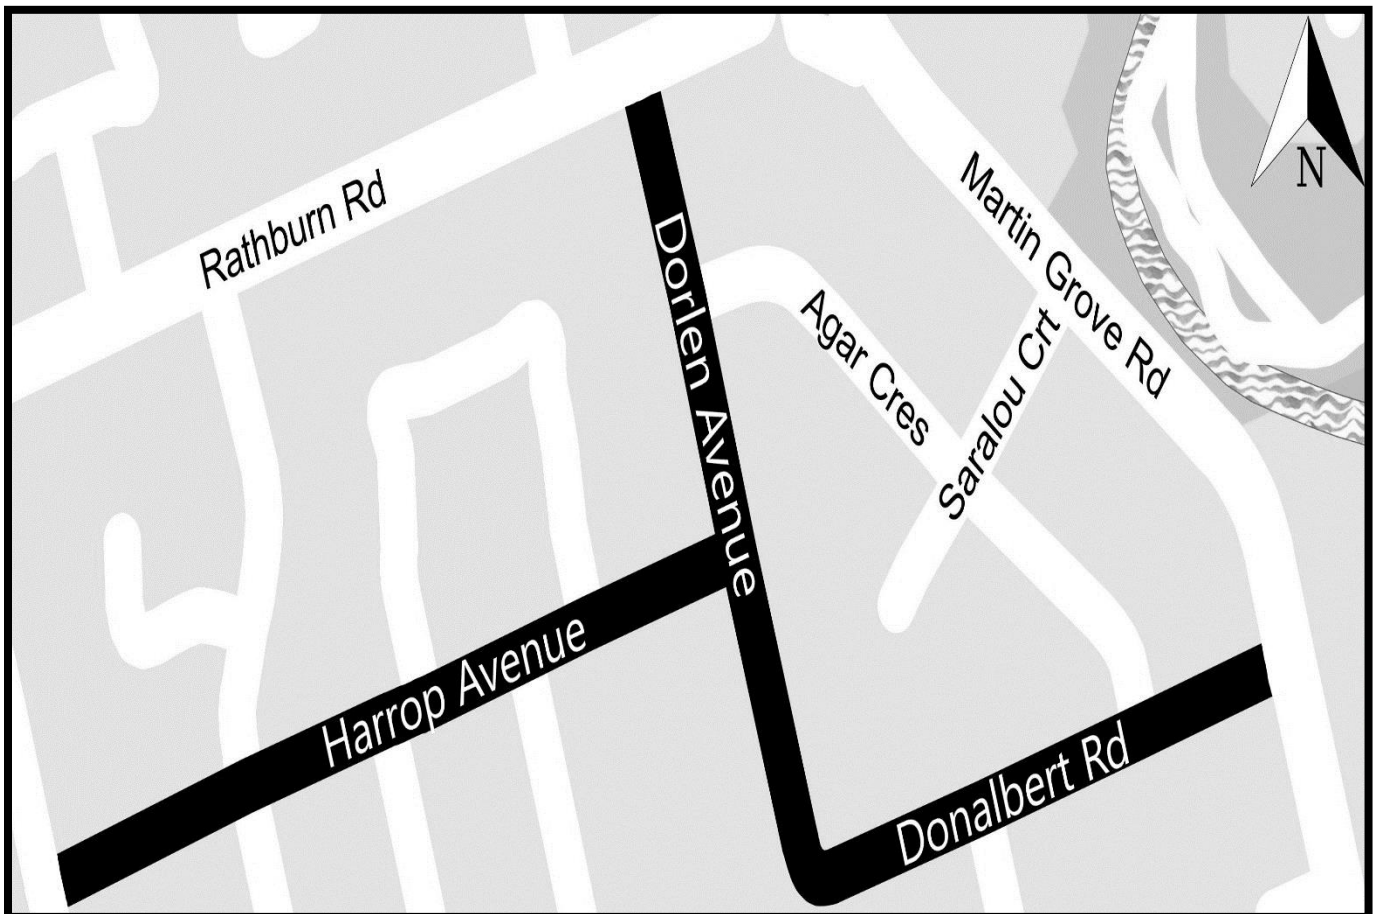 N
Rathburn Rd
Martin Grove Rd
Dorlen Avenue
Agar Cres
Saralou Crt
Harrop Avenue
Donalbert Rd